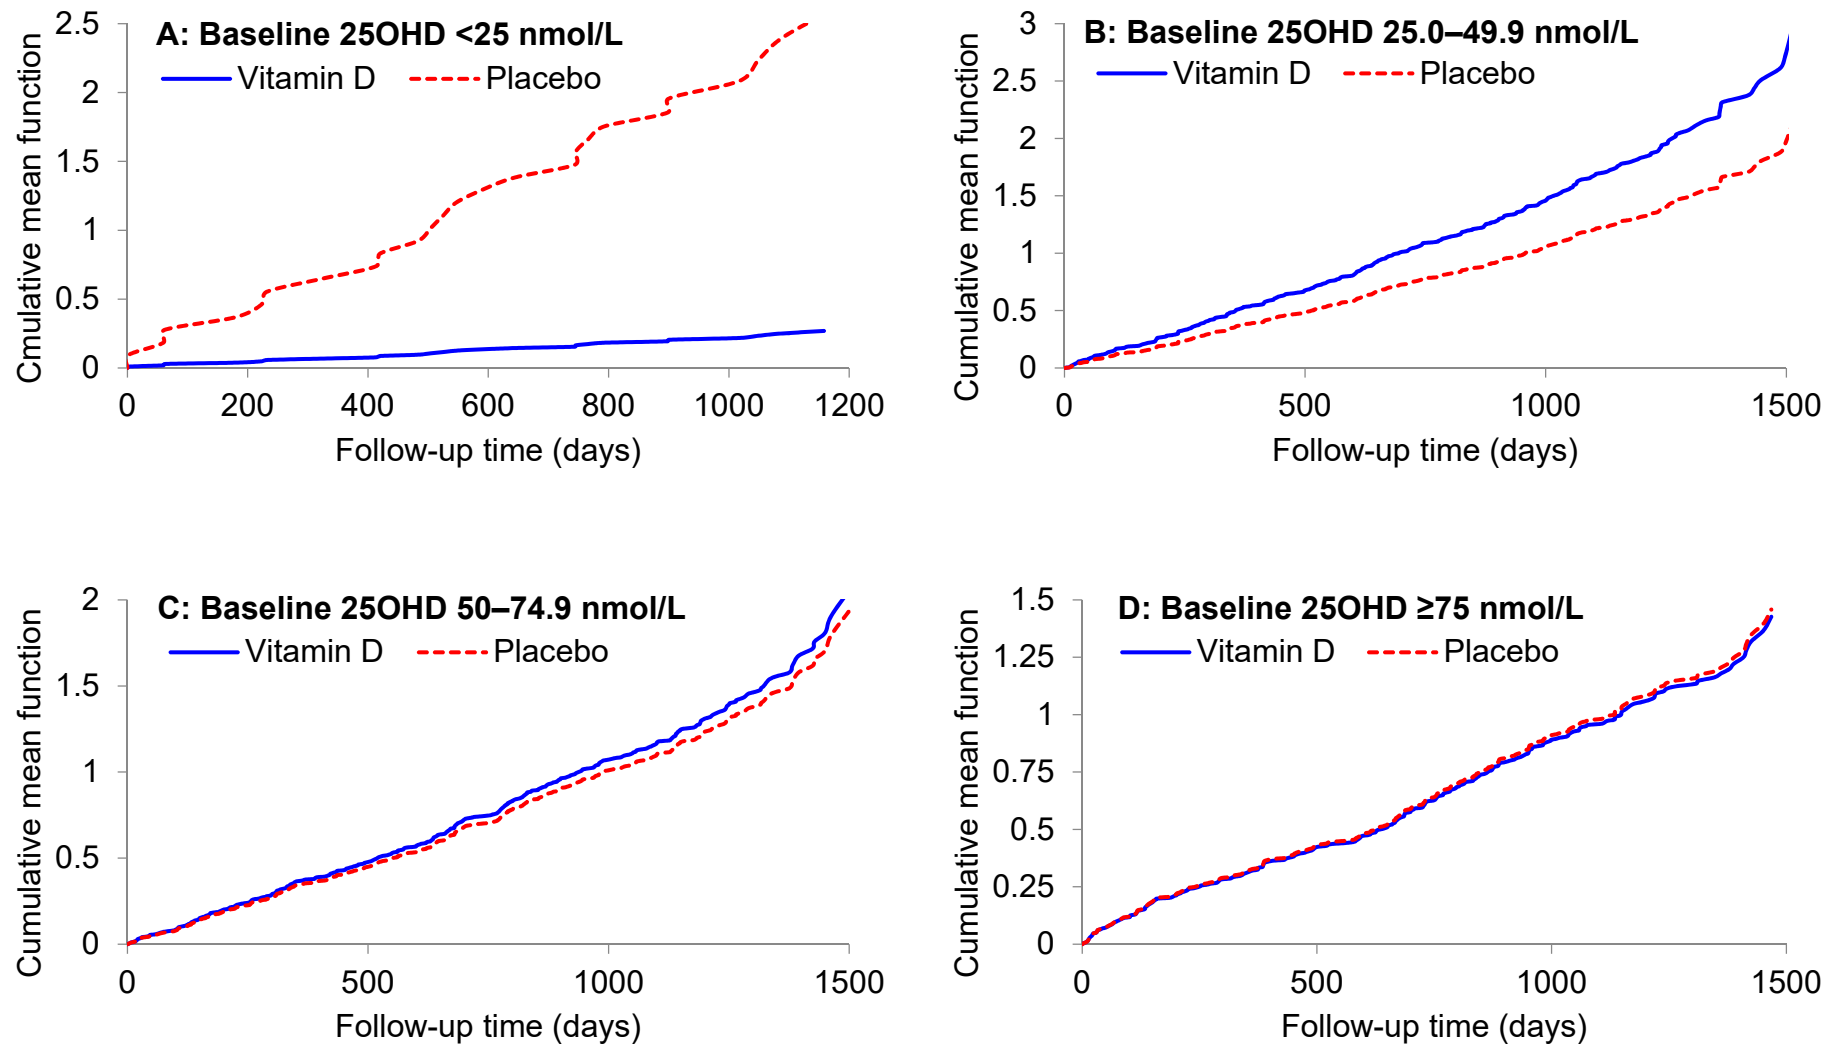 A: Baseline 25OHD <25 nmol/L
Vitamin D Placebo
Cmulative mean function
2.5
2
1.5
1
0.5
0
0 200 400 600 800 1000 1200
Follow-up time (days)
B: Baseline 25OHD 25.0–49.9 nmol/L
Vitamin D Placebo
Cumulative mean function
3
2.5
2
1.5
1
0.5
0
0 500 1000 1500
Follow-up time (days)
C: Baseline 25OHD 50–74.9 nmol/L
Vitamin D Placebo
Cumulative mean function
2
1.5
1
0.5
0
0 500 1000 1500
Follow-up time (days)
D: Baseline 25OHD ≥75 nmol/L
Vitamin D Placebo
Cumulative mean function
1.5
1.25
1
0.75
0.5
0.25
0
0 500 1000 1500
Follow-up time (days)